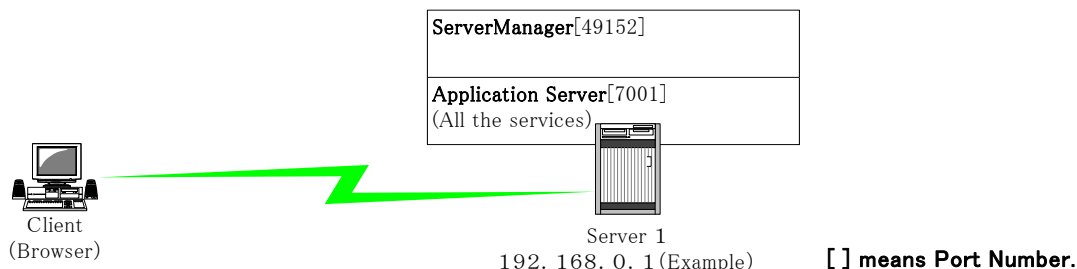 ServerManager[49152]
Application Server[7001]
(All the services)
Client
(Browser)
Server 1
192. 168. 0. 1(Example)
[ ] means Port Number.